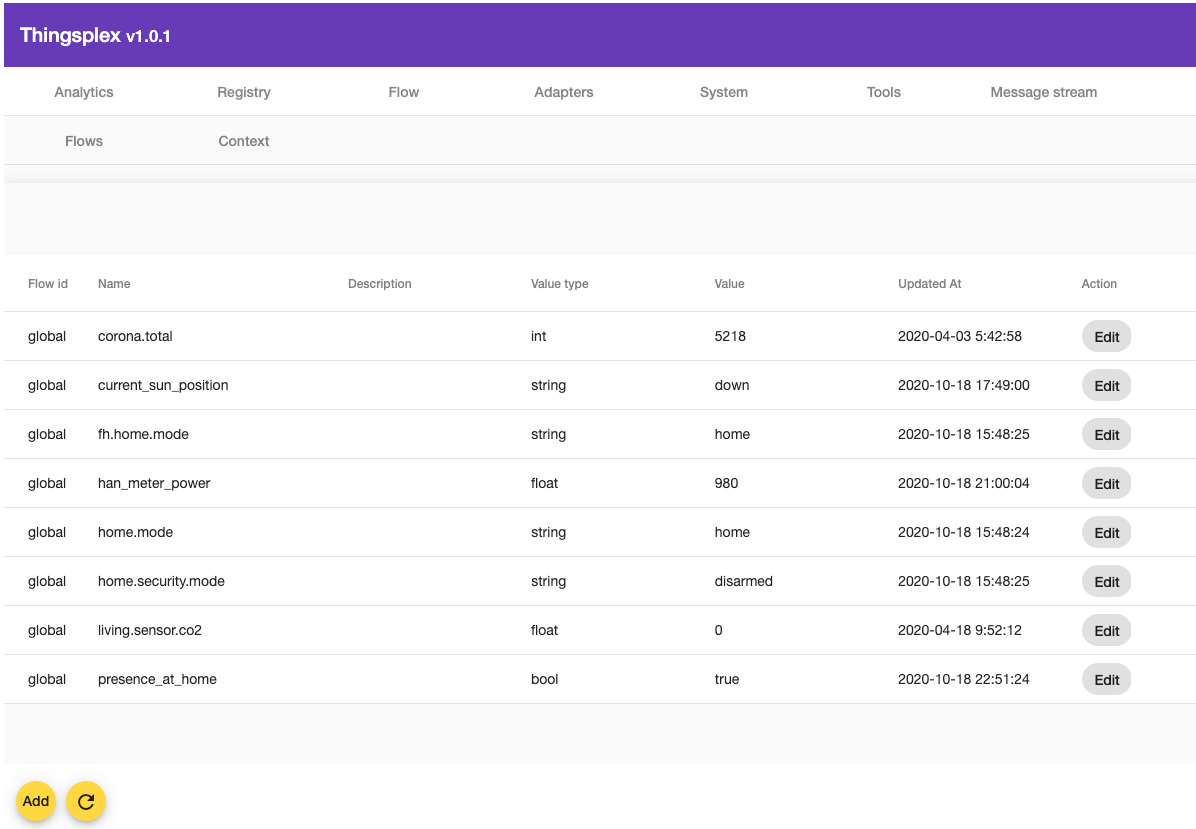 Thingsplex v1.0.1
Analytics Registry Flow Adapters System Tools Message stream
Flows Context
Flow id Name Description Value type Value Updated At Action
global corona.total int 5218 2020-04-03 5:42:58 Edit
global current_sun_position string down 2020-10-18 17:49:00 Edit
global fh.home.mode string home 2020-10-18 15:48:25 Edit
global han_meter_power float 980 2020-10-18 21:00:04 Edit
global home.mode string home 2020-10-18 15:48:24 Edit
global home.security.mode string disarmed 2020-10-18 15:48:25 Edit
global living.sensor.co2 float 0 2020-04-18 9:52:12 Edit
global presence_at_home bool true 2020-10-18 22:51:24 Edit
Add